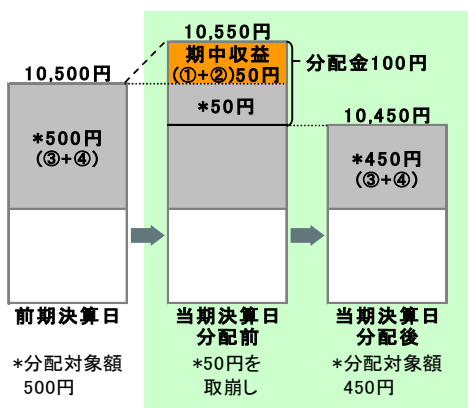 10,550円
期中収益
(①+②)50円
分配金100円
10,500円
*50円
10,450円
*500円
(③+④)
*450円
(③+④)
前期決算日
当期決算日
分配前
当期決算日
分配後
*分配対象額
500円
*50円を
取崩し
*分配対象額
450円